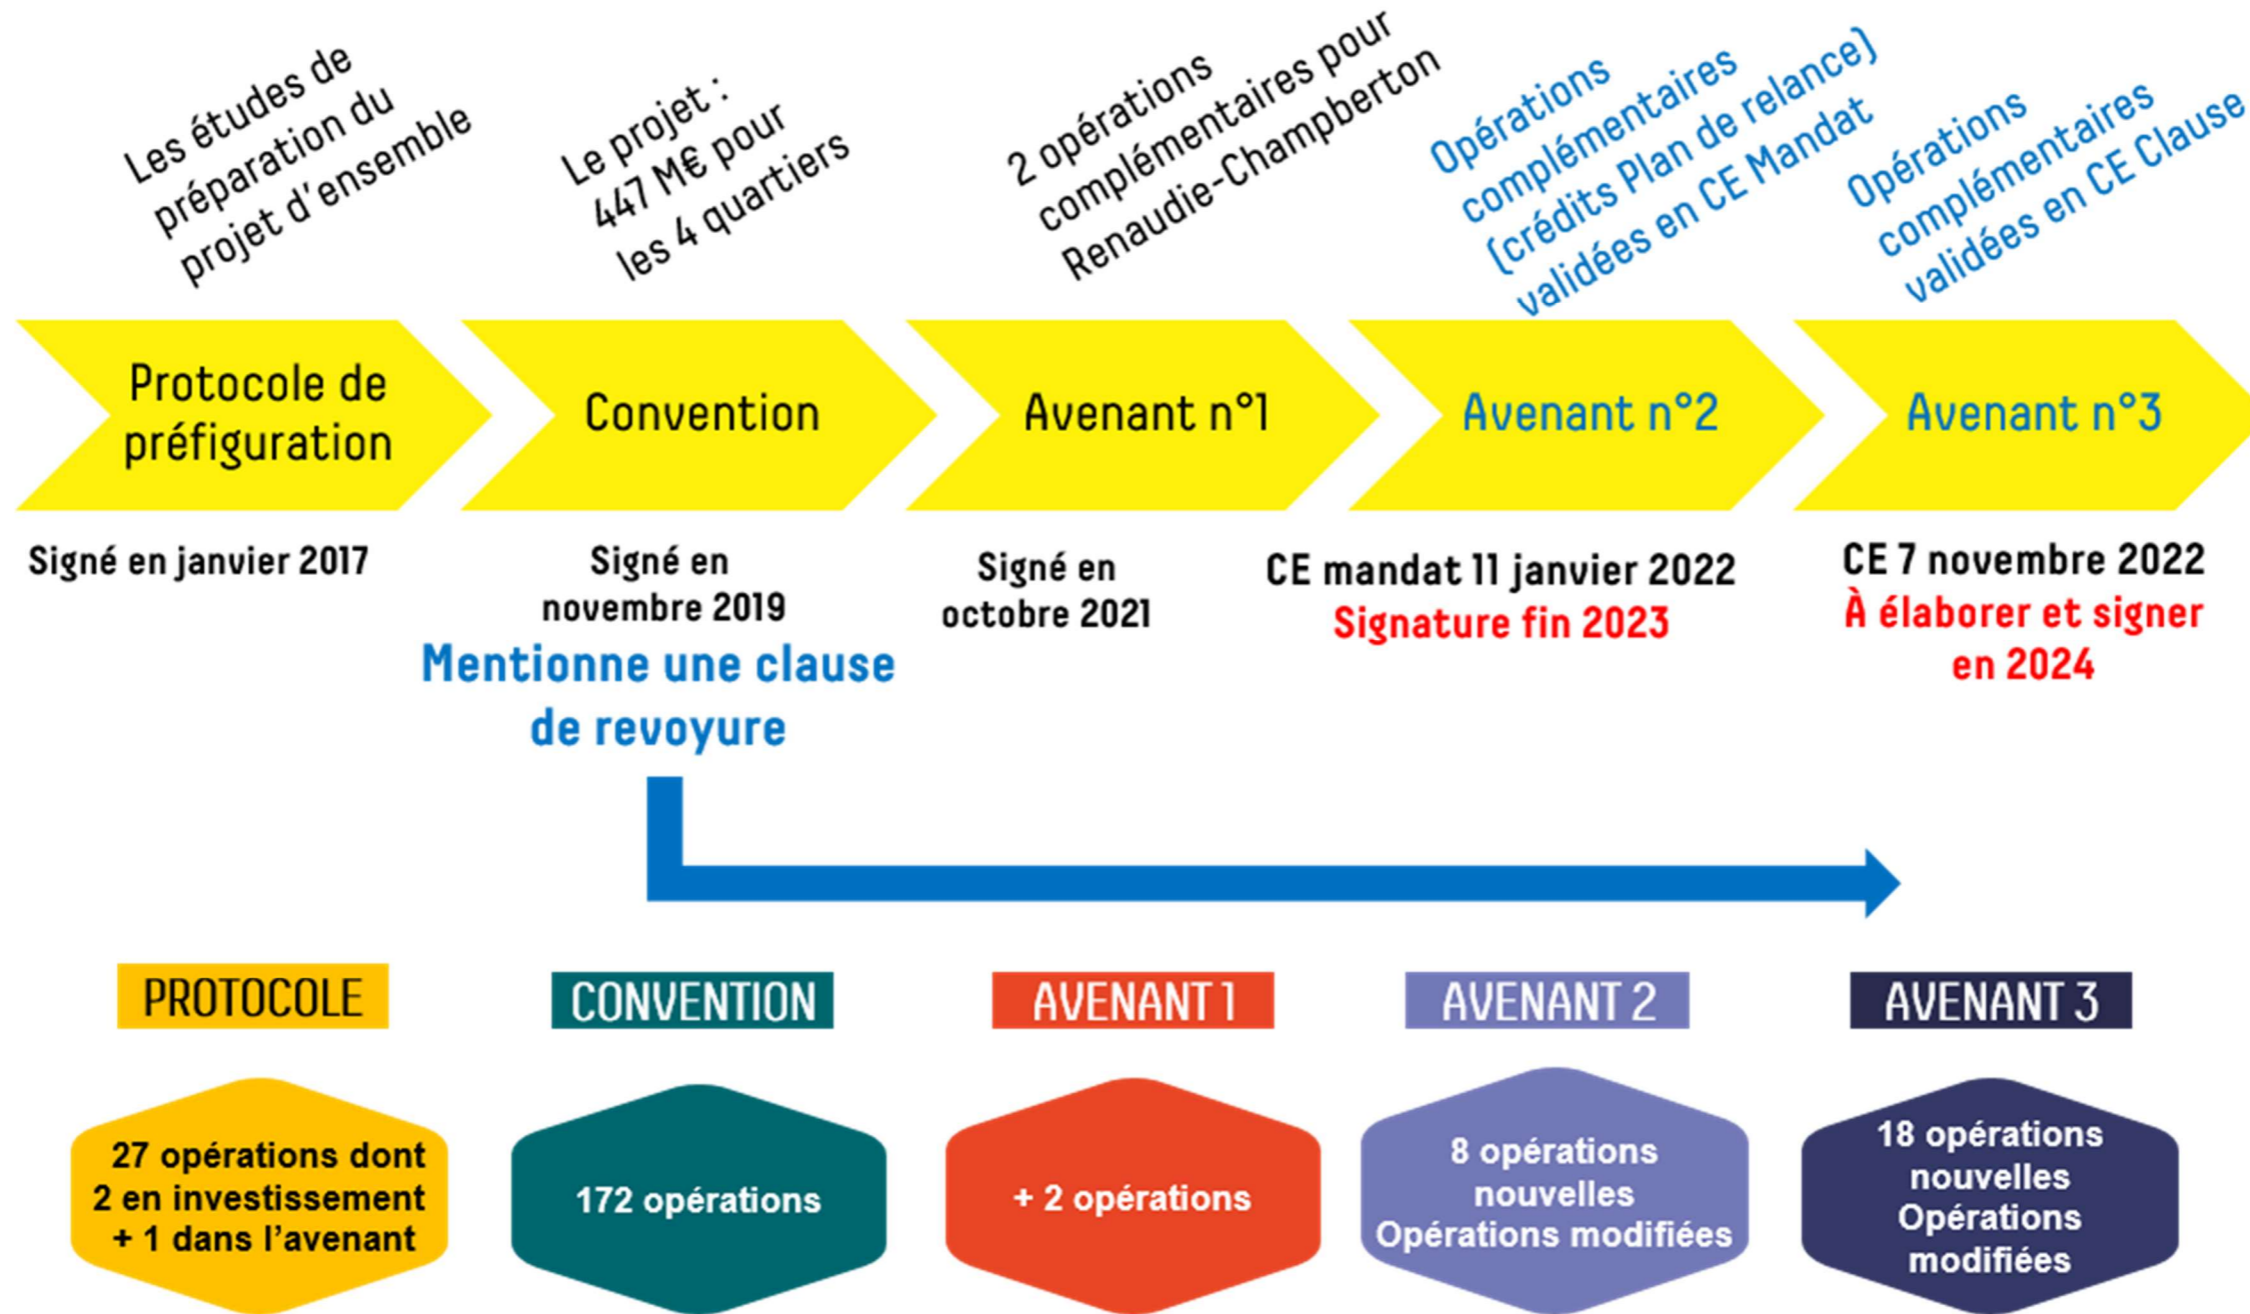 Les études de
préparation du
projet d'ensemble
Le projet :
447 M€ pour
les 4 quartiers
2 opérations
complémentaires pour
Renaudie-Champberton
Opérations
complémentaires
(crédits Plan de relance)
validées en CE Mandat
Opérations
complémentaires
validées en CE Clause
Protocole de
préfiguration
Convention
Avenant n°1
Avenant n°2
Avenant n°3
Signé en janvier 2017
Signé en
novembre 2019
Mentionne une clause
de revoyure
Signé en
octobre 2021
CE mandat 11 janvier 2022
Signature fin 2023
CE 7 novembre 2022
À élaborer et signer
en 2024
PROTOCOLE
CONVENTION
AVENANT 1
AVENANT 2
AVENANT 3
27 opérations dont
2 en investissement
+ 1 dans l'avenant
172 opérations
+ 2 opérations
8 opérations
nouvelles
Opérations modifiées
18 opérations
nouvelles
Opérations
modifiées